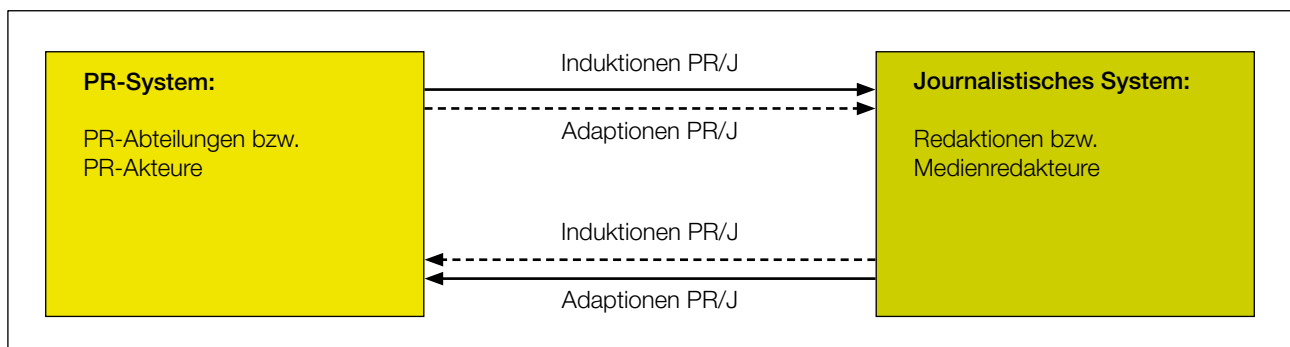 PR-System:
PR-Abteilungen bzw.
PR-Akteure
Induktionen PR/J
Adaptionen PR/J
Induktionen PR/J
Adaptionen PR/J
Journalistisches System:
Redaktionen bzw.
Medienredakteure